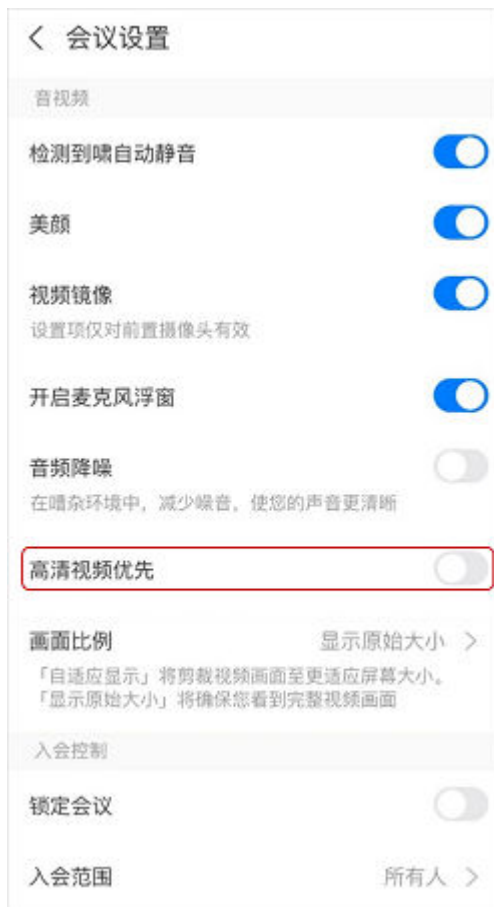 会议设置
音视频
检测到啸自动静音
美颜
视频镜像
设置项仅对前置摄像头有效
开启麦克风浮窗
音频降噪
在嘈杂环境中，减少噪音，使您的声音更清晰
高清视频优先
画面比例 显示原始大小
「自适应显示」将剪裁视频画面至更适应屏幕大小。
「显示原始大小」将确保您看到完整视频画面
入会控制
锁定会议
入会范围 所有人